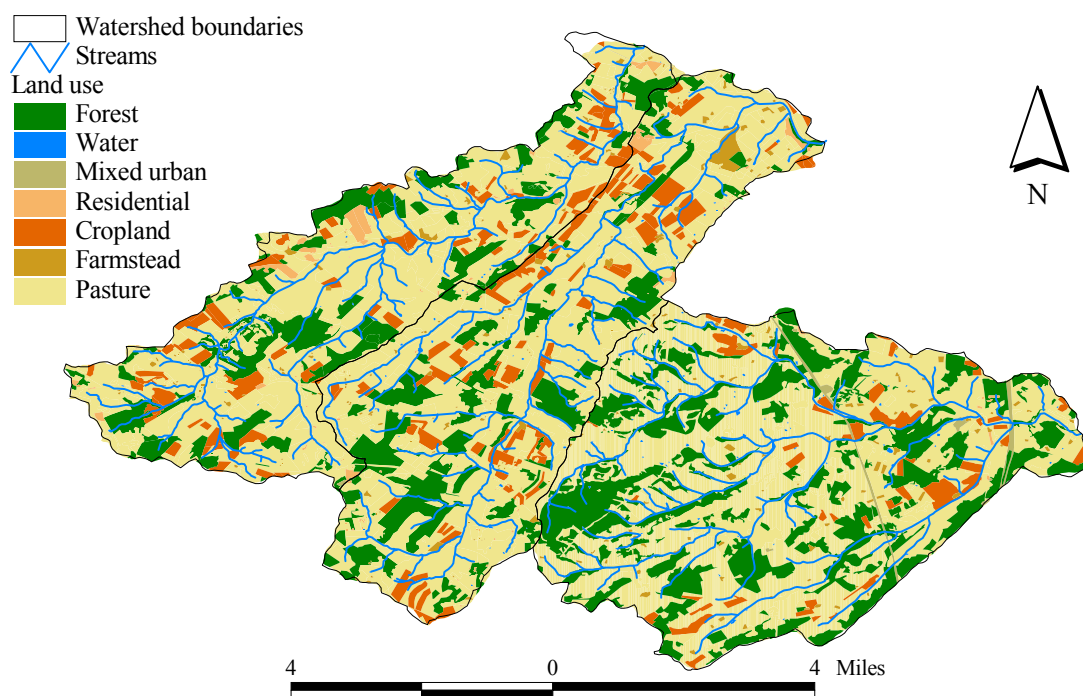 Watershed boundaries
Streams
Land use
Forest
Water
Mixed urban
Residential
Cropland
Farmstead
Pasture
N
4 0 4 Miles